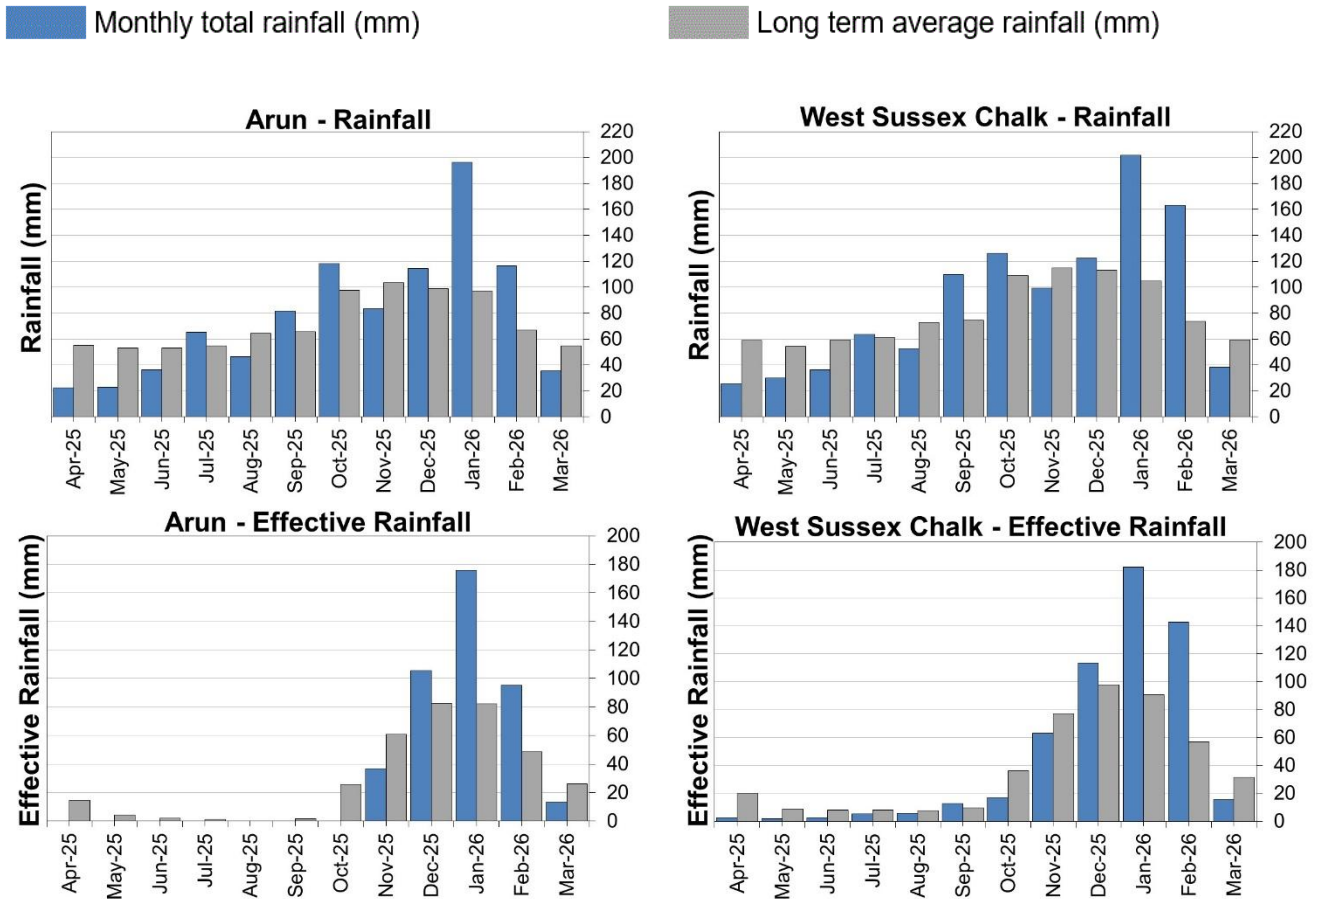 Monthly total rainfall (mm)
Long term average rainfall (mm)
Arun - Rainfall
Rainfall (mm)
220
200
180
160
140
120
100
80
60
40
20
0
Apr-25
May-25
Jun-25
Jul-25
Aug-25
Sep-25
Oct-25
Nov-25
Dec-25
Jan-26
Feb-26
Mar-26
West Sussex Chalk - Rainfall
Rainfall (mm)
220
200
180
160
140
120
100
80
60
40
20
0
Apr-25
May-25
Jun-25
Jul-25
Aug-25
Sep-25
Oct-25
Nov-25
Dec-25
Jan-26
Feb-26
Mar-26
Arun - Effective Rainfall
Effective Rainfall (mm)
200
180
160
140
120
100
80
60
40
20
0
Apr-25
May-25
Jun-25
Jul-25
Aug-25
Sep-25
Oct-25
Nov-25
Dec-25
Jan-26
Feb-26
Mar-26
West Sussex Chalk - Effective Rainfall
Effective Rainfall (mm)
200
180
160
140
120
100
80
60
40
20
0
Apr-25
May-25
Jun-25
Jul-25
Aug-25
Sep-25
Oct-25
Nov-25
Dec-25
Jan-26
Feb-26
Mar-26